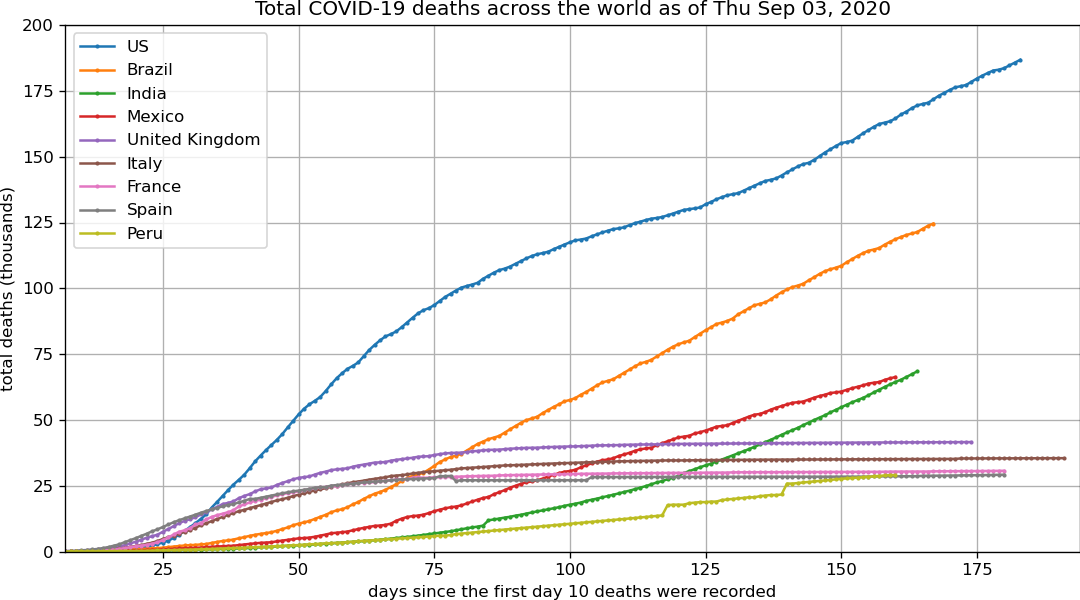 Total COVID-19 deaths across the world as of Thu Sep 03, 2020
total deaths (thousands)
200
175
150
125
100
75
50
25
0
US
Brazil
India
Mexico
United Kingdom
Italy
France
Spain
Peru
25 50 75 100 125 150 175
days since the first day 10 deaths were recorded